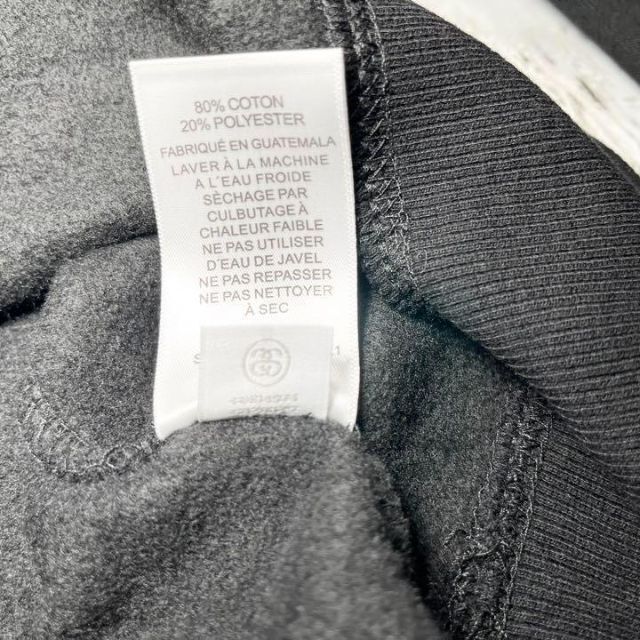 80% COTON
20% POLYESTER
FABRIQUÉ EN GUATEMALA
LAVER À LA MACHINE
A L'EAU FROIDE
SÈCHAGE PAR
CULBUTAGE À
CHALEUR FAIBLE
NE PAS UTILISER
D'EAU DE JAVEL
NE PAS REPASSER
NE PAS NETTOYER
À SEC